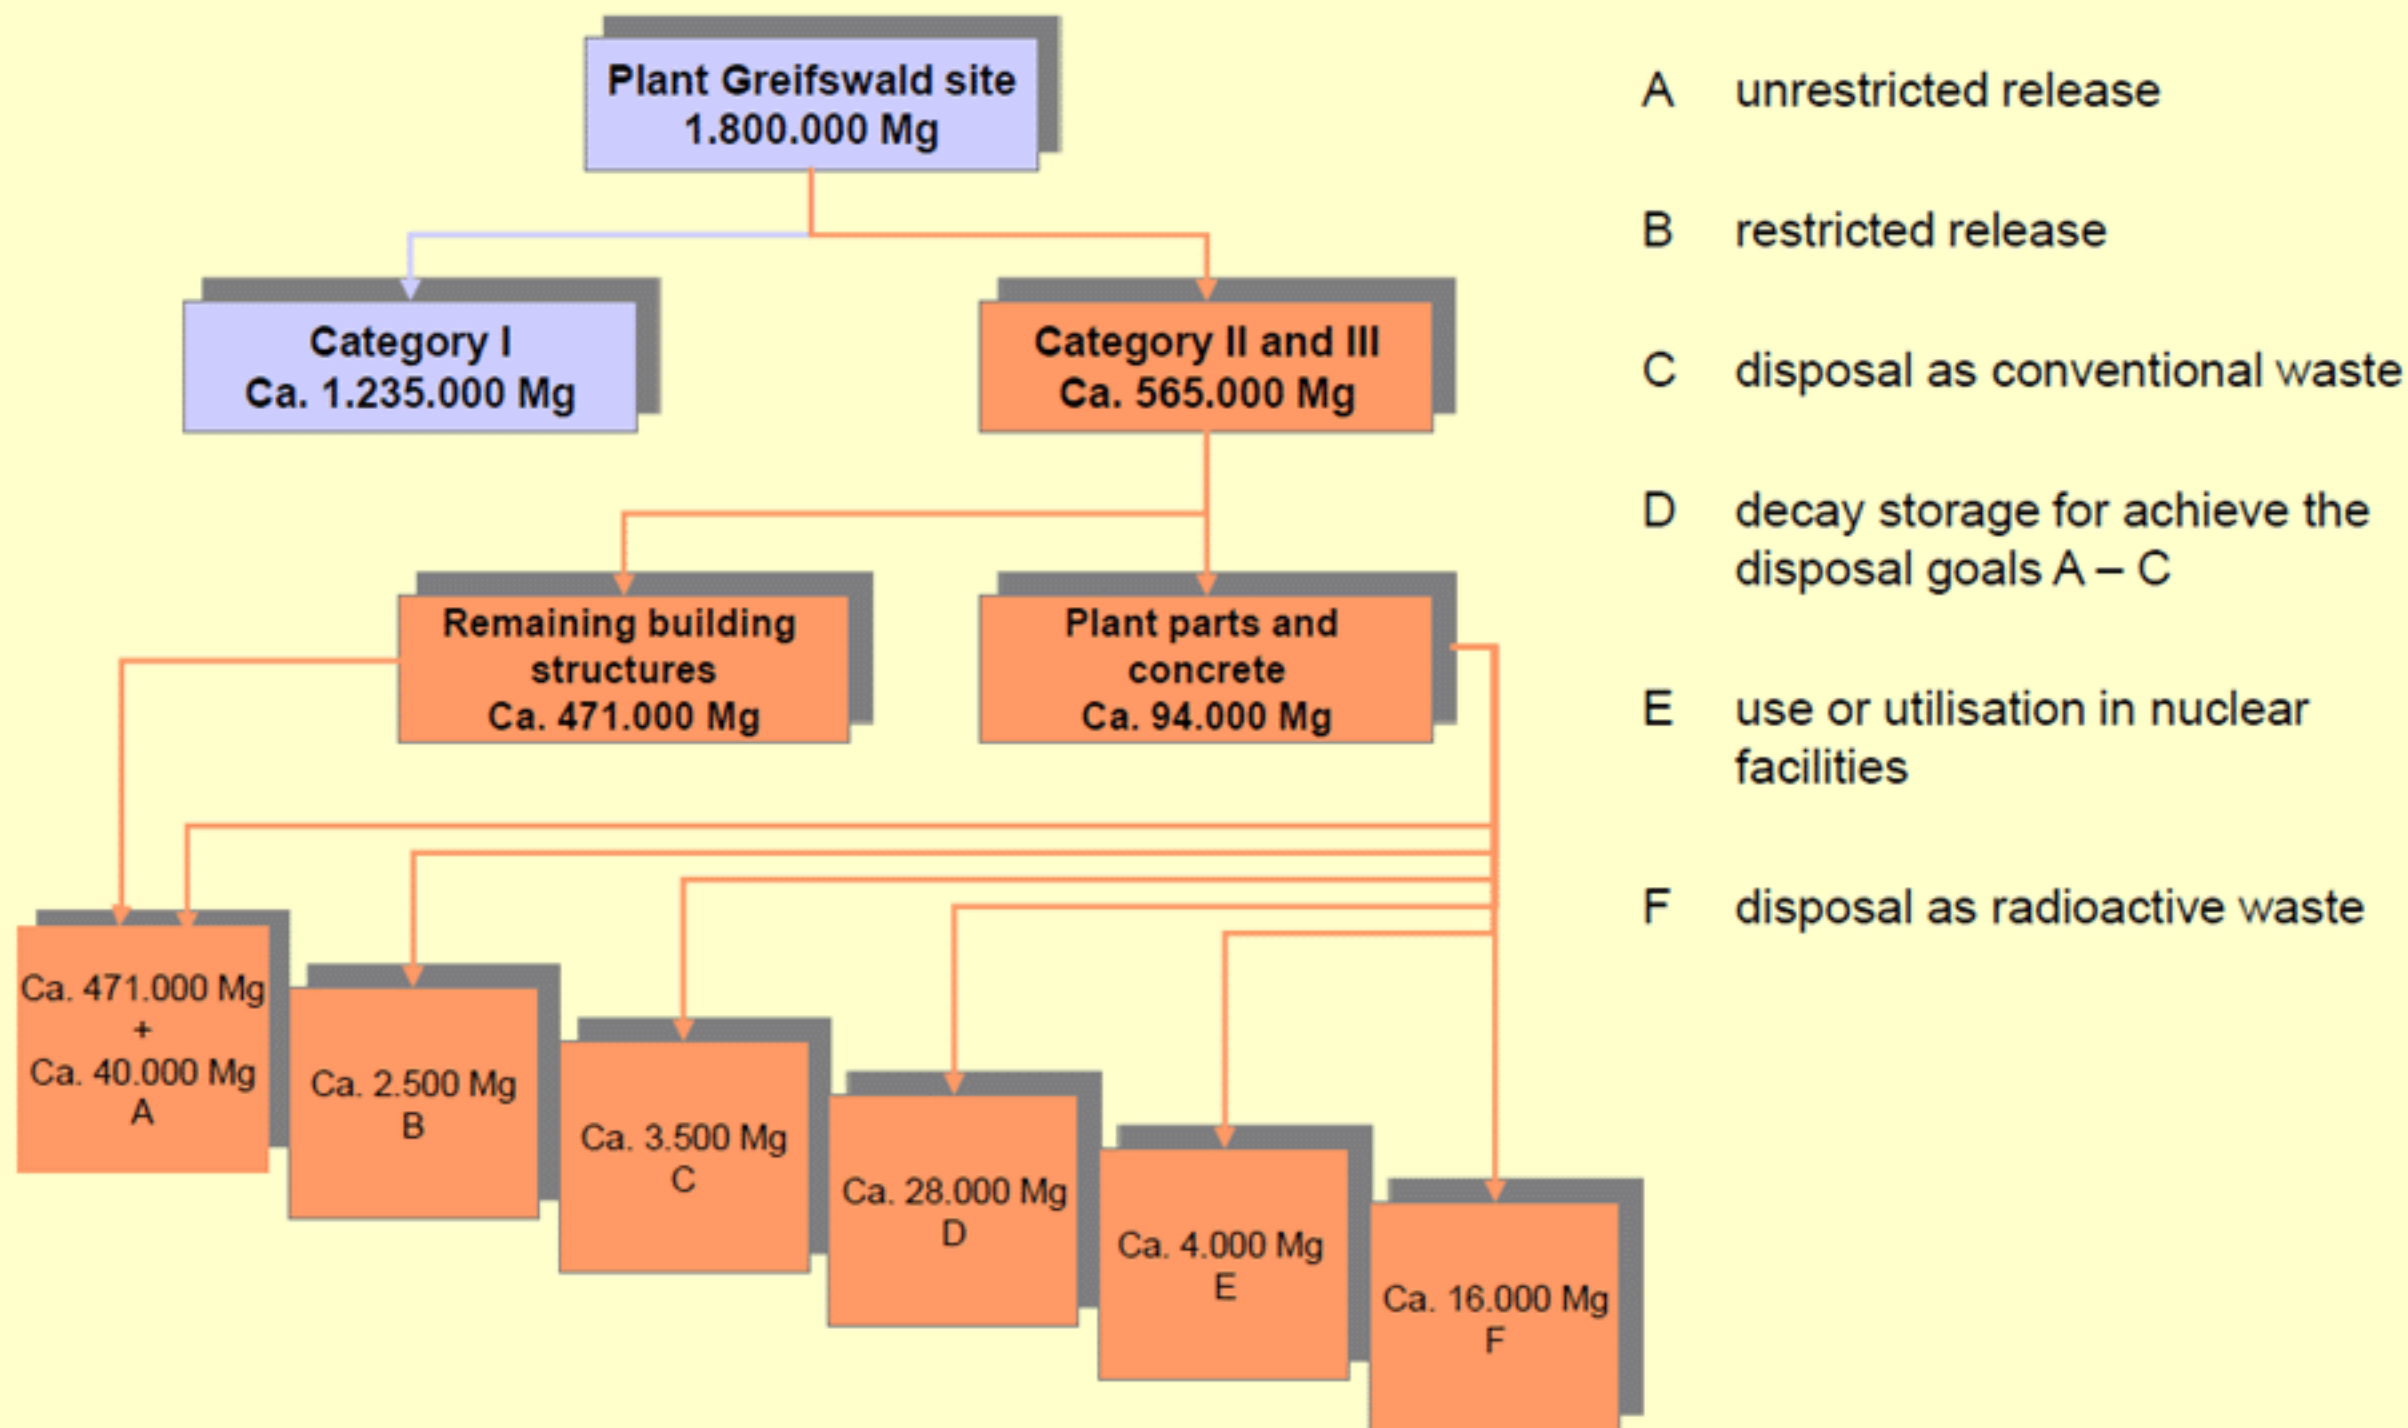 Plant Greifswald site
1.800.000 Mg
Category I
Ca. 1.235.000 Mg
Category II and III
Ca. 565.000 Mg
Remaining building
structures
Ca. 471.000 Mg
Plant parts and
concrete
Ca. 94.000 Mg
Ca. 471.000 Mg
+
Ca. 40.000 Mg
A
Ca. 2.500 Mg
B
Ca. 3.500 Mg
C
Ca. 28.000 Mg
D
Ca. 4.000 Mg
E
Ca. 16.000 Mg
F
A unrestricted release
B restricted release
C disposal as conventional waste
D decay storage for achieve the
disposal goals A – C
E use or utilisation in nuclear
facilities
F disposal as radioactive waste